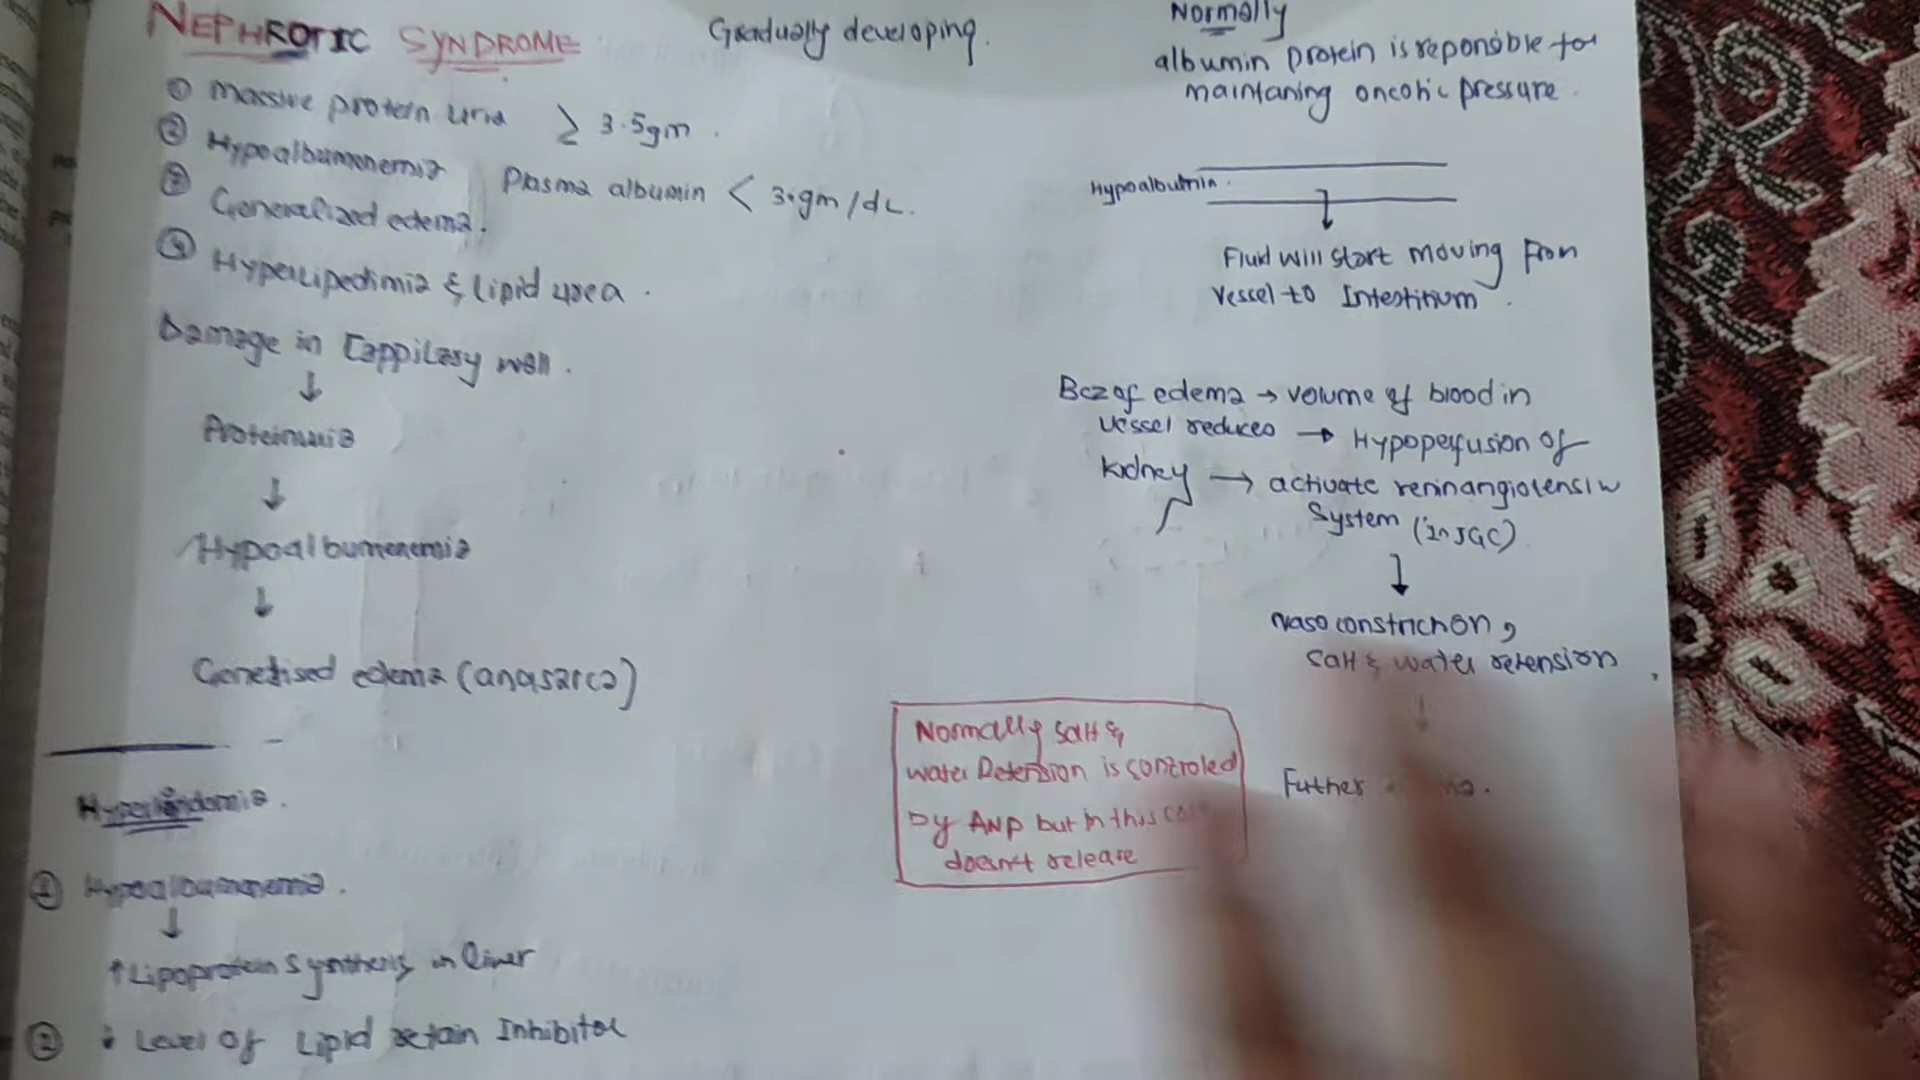 NEPHROTIC SYNDROME
Gradually developing.
① Massive protein uria ≥ 3.5gm.
② Hypoalbumenemia Plasma albumin < 3.gm/dL.
③ Generalized edema.
④ Hyperlipedimia & lipid urea.
Damage in Cappilary wall.
↓
Proteinuria
↓
Hypoalbumenemia
↓
Genetised edema (anasarca)
① Hypoalbumenemia.
↓
↑ Lipoprotein Synthesis in liver
② ↓ Level of Lipid Inhibitor
Normally
albumin protein is reponsible for
maintaning oncotic pressure.
Hypoalbumin.
↓
Fluid will start moving from
vessel to Intestitium.
Bcz of edema → volume of blood in
vessel reduces → Hypoperfusion of
kidney → activate reninangiotensin
System (In JGC)
↓
vasoconstriction,
salt & water retension
↓
Futher
Normally salt &
water Retension is controled
by ANP but in this
doesn't release